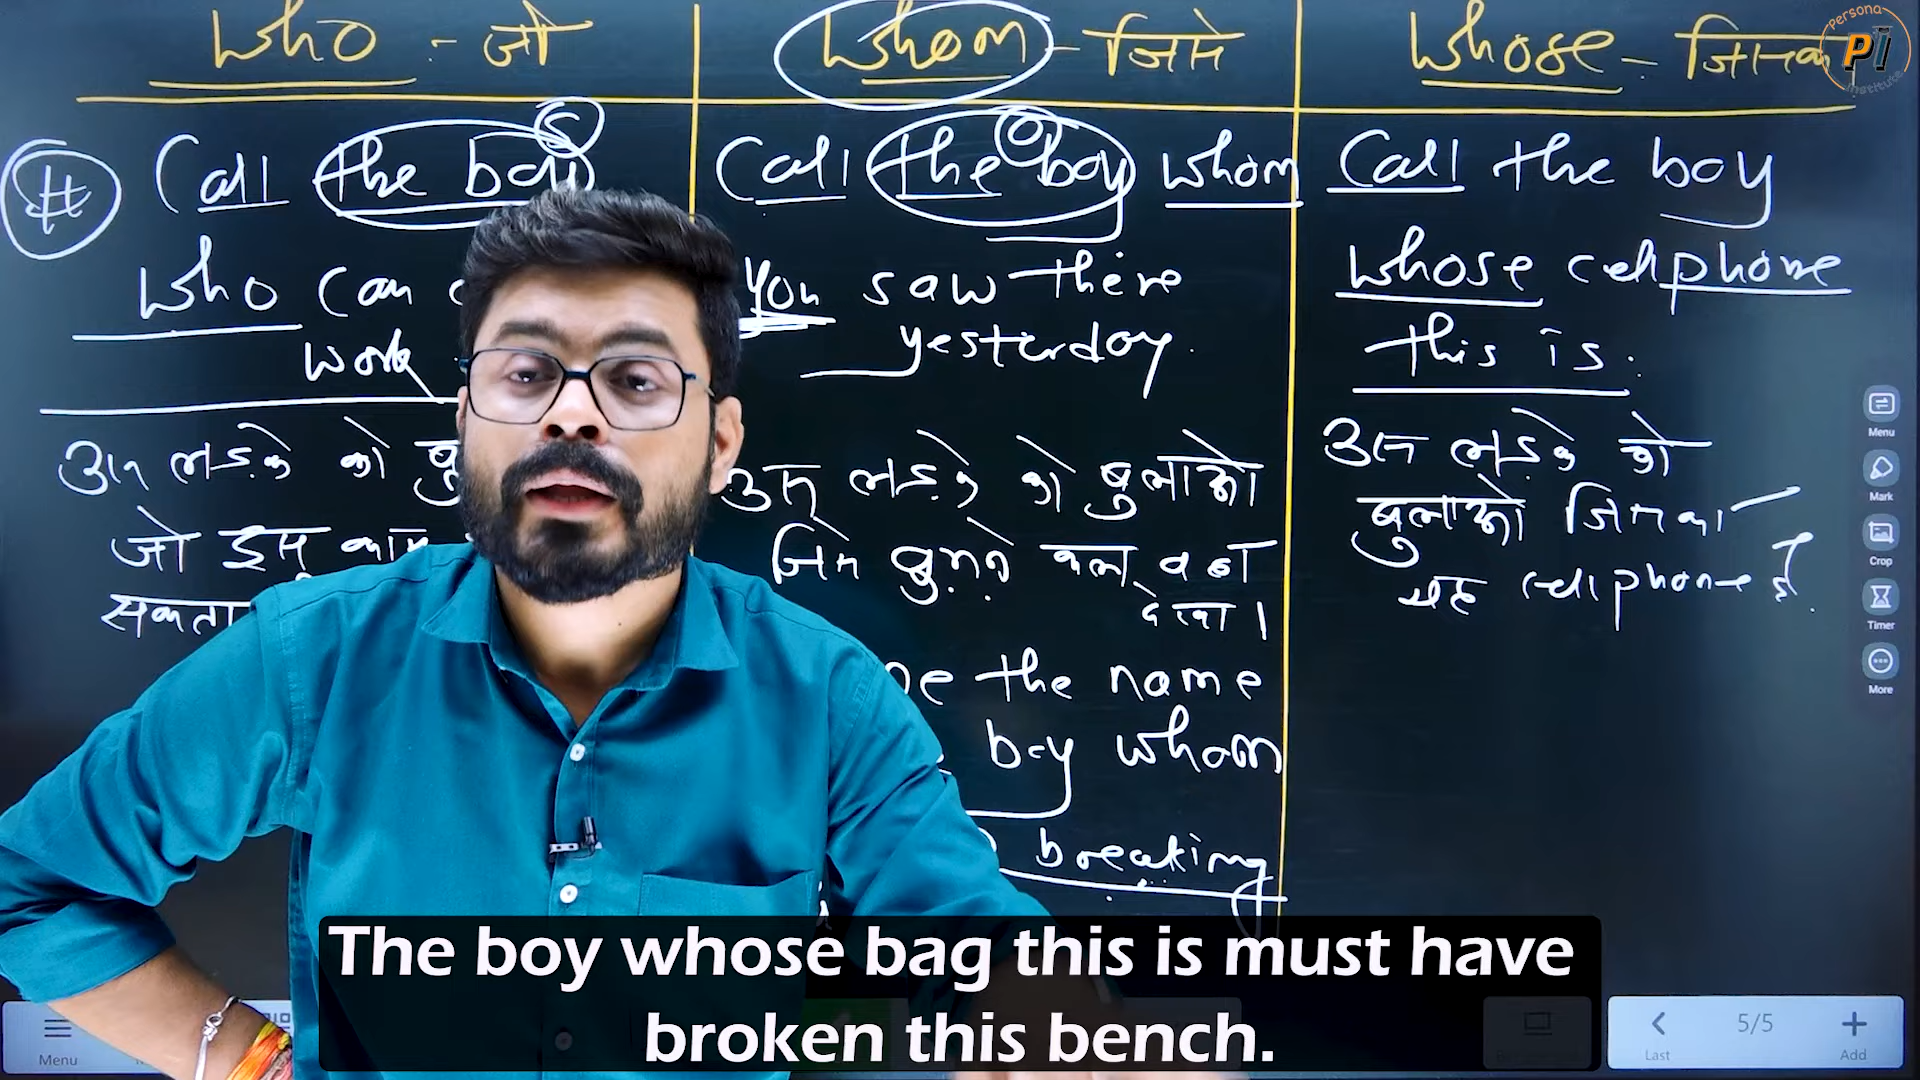 Who - जो
Whom - जिसे
Whose - जिसका
Persona
PI
Institute
# Call the boy
S
who can
work
उस लड़के को
जो इस काम
सकता
Call the boy whom
O
you saw there
yesterday.
उस लड़के को बुलाओ
जिसे तुमने कल वहाँ
देखा।
the name
boy whom
breaking
Call the boy
whose cellphone
this is.
उस लड़के को
बुलाओ जिसका
यह cellphone है.
Menu
Mark
Crop
Timer
More
The boy whose bag this is must have
broken this bench.
Menu
5/5
Last
Add